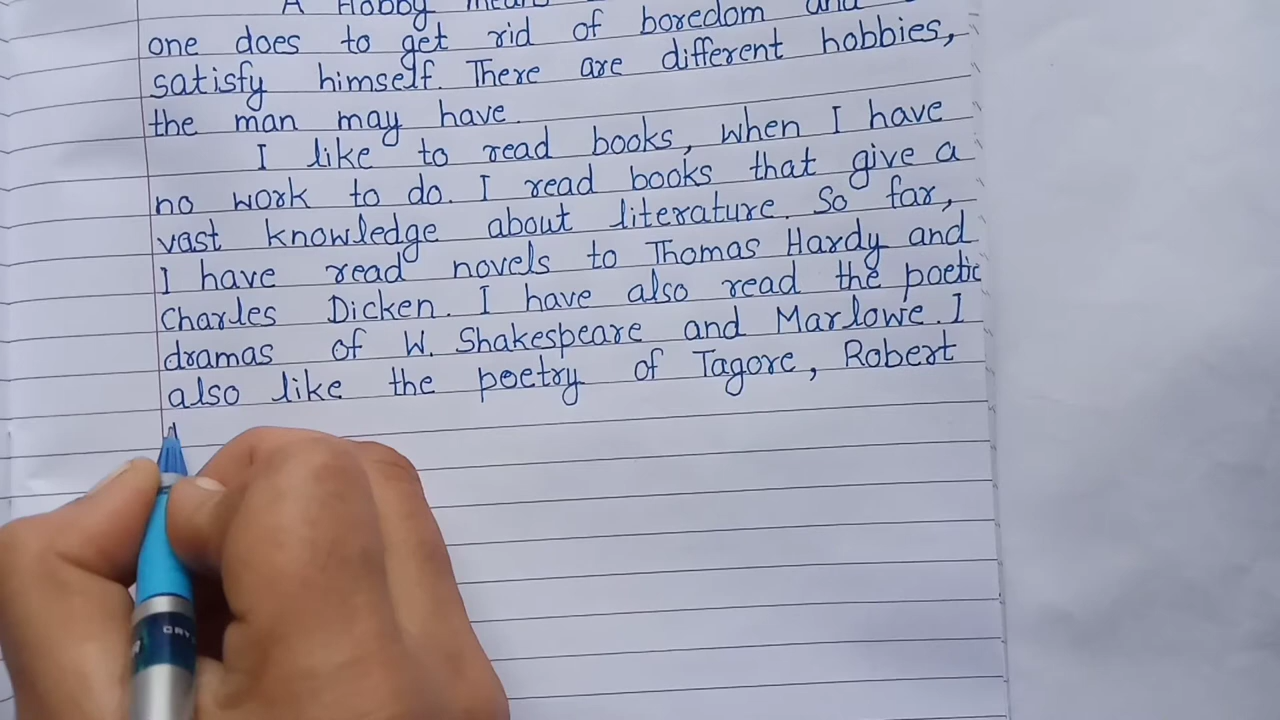 A Hobby means
one does to get rid of boredom and
satisfy himself. There are different hobbies,
the man may have.
I like to read books, when I have
no work to do. I read books that give a
vast knowledge about literature. So far,
I have read novels to Thomas Hardy and
Charles Dicken. I have also read the poetic
dramas of W. Shakespeare and Marlowe. I
also like the poetry of Tagore, Robert